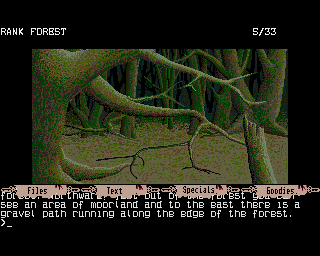 RANK FOREST 5/33
Files Text Specials Goodies
see an area of moorland and to the east there is a
gravel path running along the edge of the forest.
>_